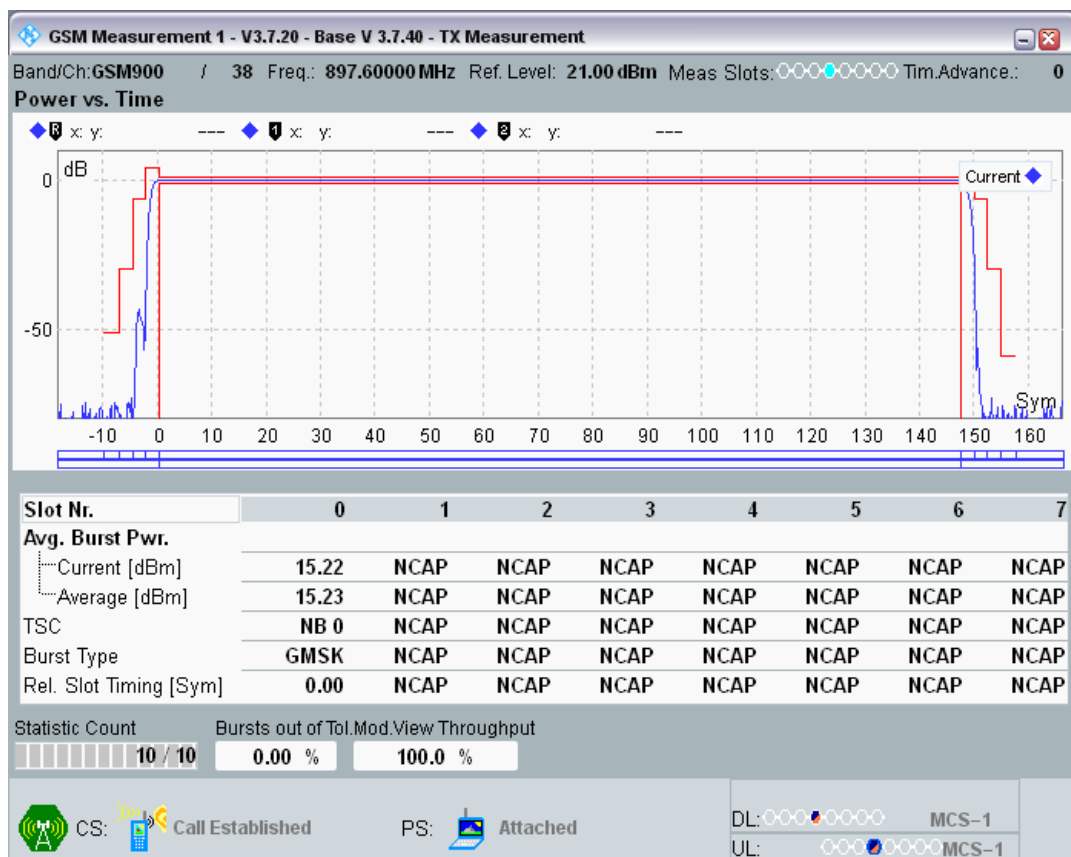 GSM Measurement 1 - V3.7.20 - Base V 3.7.40 - TX Measurement
Band/Ch:GSM900 / 38 Freq.: 897.60000 MHz Ref. Level: 21.00 dBm Meas Slots: Tim.Advance.: 0
Power vs. Time
R x: y: --- 1 x: y: --- 2 x: y: ---
dB
Current
0
-50
Sym
-10 0 10 20 30 40 50 60 70 80 90 100 110 120 130 140 150 160
Slot Nr. 0 1 2 3 4 5 6 7
Avg. Burst Pwr.
Current [dBm] 15.22 NCAP NCAP NCAP NCAP NCAP NCAP NCAP
Average [dBm] 15.23 NCAP NCAP NCAP NCAP NCAP NCAP NCAP
TSC NB 0 NCAP NCAP NCAP NCAP NCAP NCAP NCAP
Burst Type GMSK NCAP NCAP NCAP NCAP NCAP NCAP NCAP
Rel. Slot Timing [Sym] 0.00 NCAP NCAP NCAP NCAP NCAP NCAP NCAP
Statistic Count Bursts out of Tol. Mod.View Throughput
10 / 10 0.00 % 100.0 %
CS: Call Established PS: Attached
DL: MCS-1
UL: MCS-1